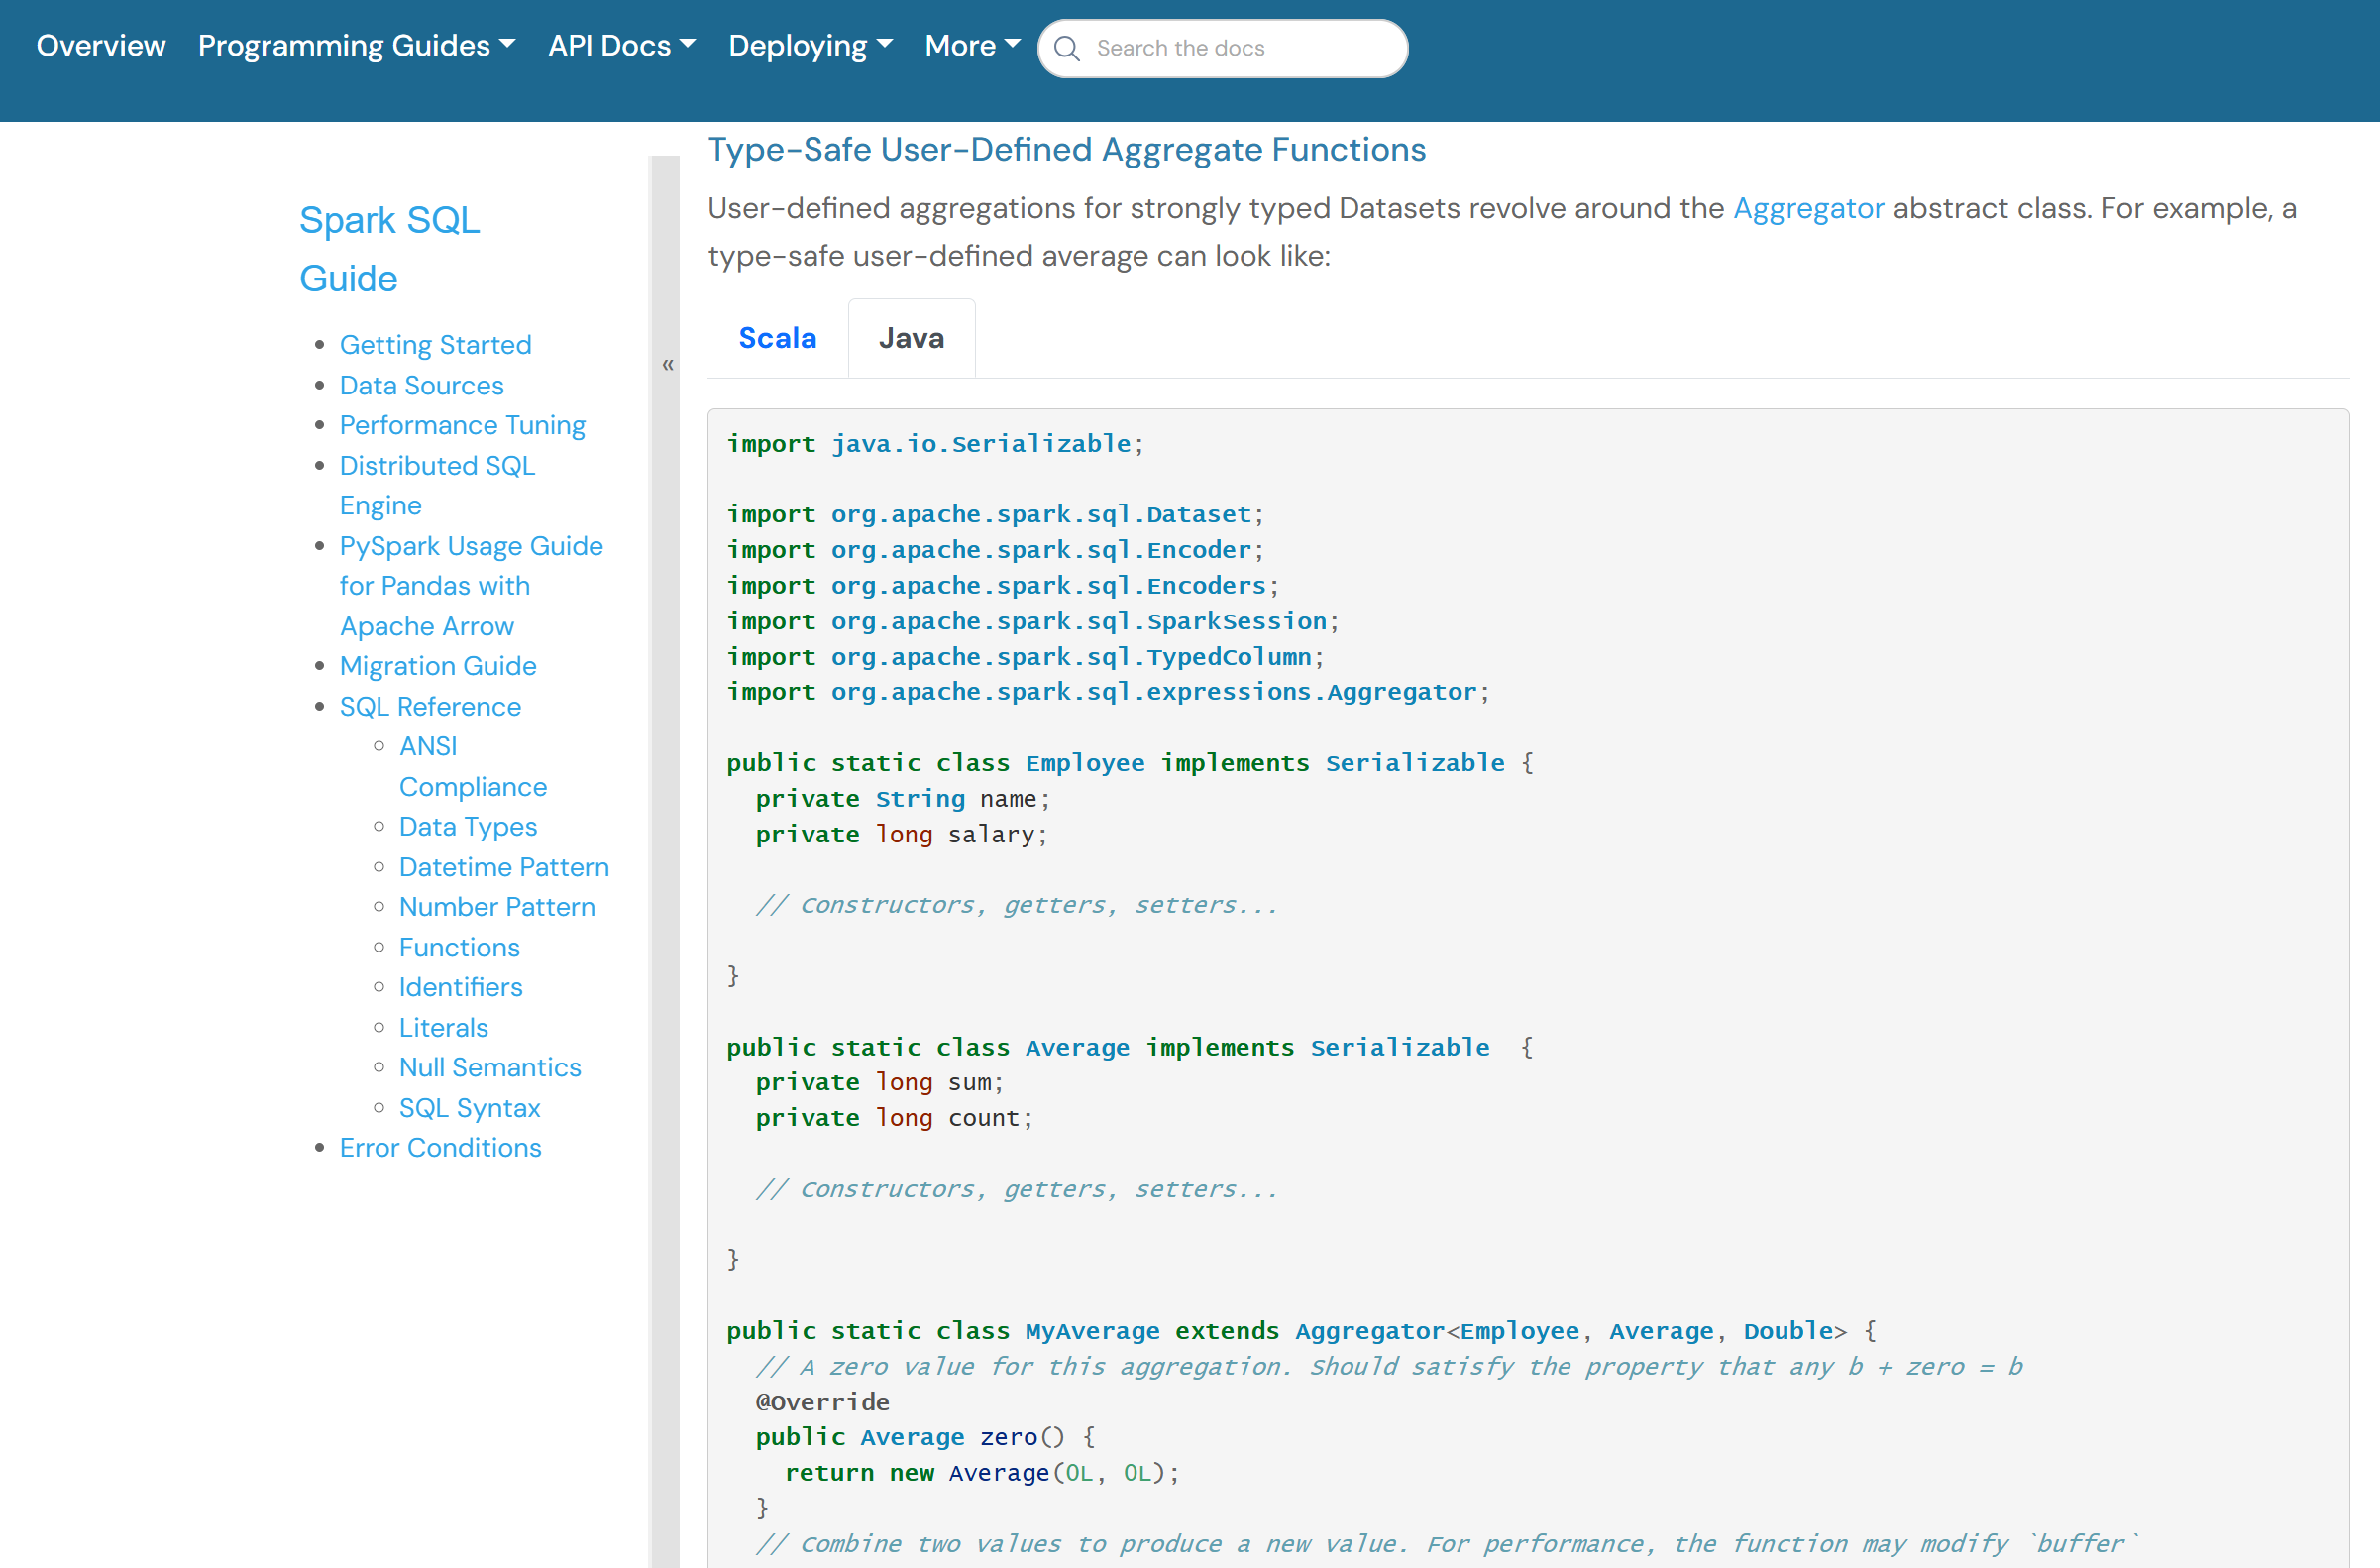 Overview Programming Guides API Docs Deploying More Search the docs
Spark SQL
Guide
Getting Started
Data Sources
Performance Tuning
Distributed SQL
Engine
PySpark Usage Guide
for Pandas with
Apache Arrow
Migration Guide
SQL Reference
ANSI
Compliance
Data Types
Datetime Pattern
Number Pattern
Functions
Identifiers
Literals
Null Semantics
SQL Syntax
Error Conditions
«
Type-Safe User-Defined Aggregate Functions
User-defined aggregations for strongly typed Datasets revolve around the Aggregator abstract class. For example, a
type-safe user-defined average can look like:
Scala Java
import java.io.Serializable;

import org.apache.spark.sql.Dataset;
import org.apache.spark.sql.Encoder;
import org.apache.spark.sql.Encoders;
import org.apache.spark.sql.SparkSession;
import org.apache.spark.sql.TypedColumn;
import org.apache.spark.sql.expressions.Aggregator;

public static class Employee implements Serializable {
  private String name;
  private long salary;

  // Constructors, getters, setters...

}

public static class Average implements Serializable  {
  private long sum;
  private long count;

  // Constructors, getters, setters...

}

public static class MyAverage extends Aggregator<Employee, Average, Double> {
  // A zero value for this aggregation. Should satisfy the property that any b + zero = b
  @Override
  public Average zero() {
    return new Average(0L, 0L);
  }
  // Combine two values to produce a new value. For performance, the function may modify `buffer`